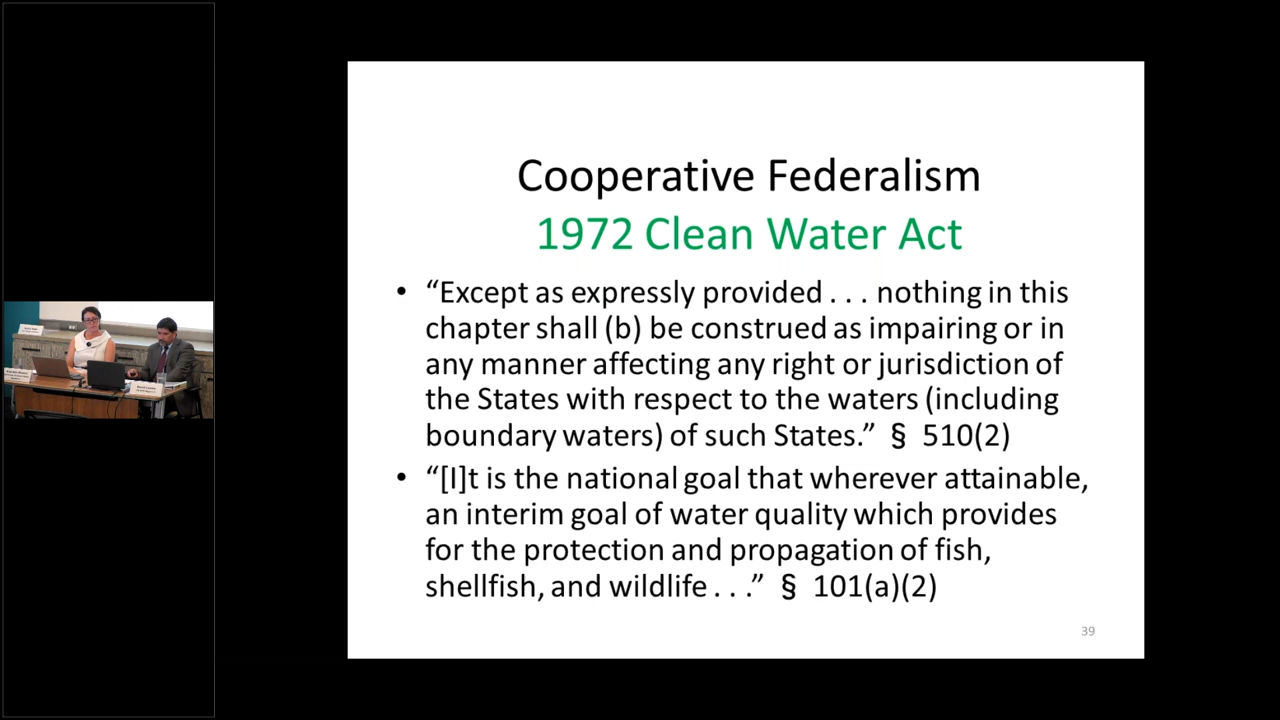 Cooperative Federalism
1972 Clean Water Act
• “Except as expressly provided . . . nothing in this
chapter shall (b) be construed as impairing or in
any manner affecting any right or jurisdiction of
the States with respect to the waters (including
boundary waters) of such States.” § 510(2)
• “[I]t is the national goal that wherever attainable,
an interim goal of water quality which provides
for the protection and propagation of fish,
shellfish, and wildlife . . .” § 101(a)(2)
39